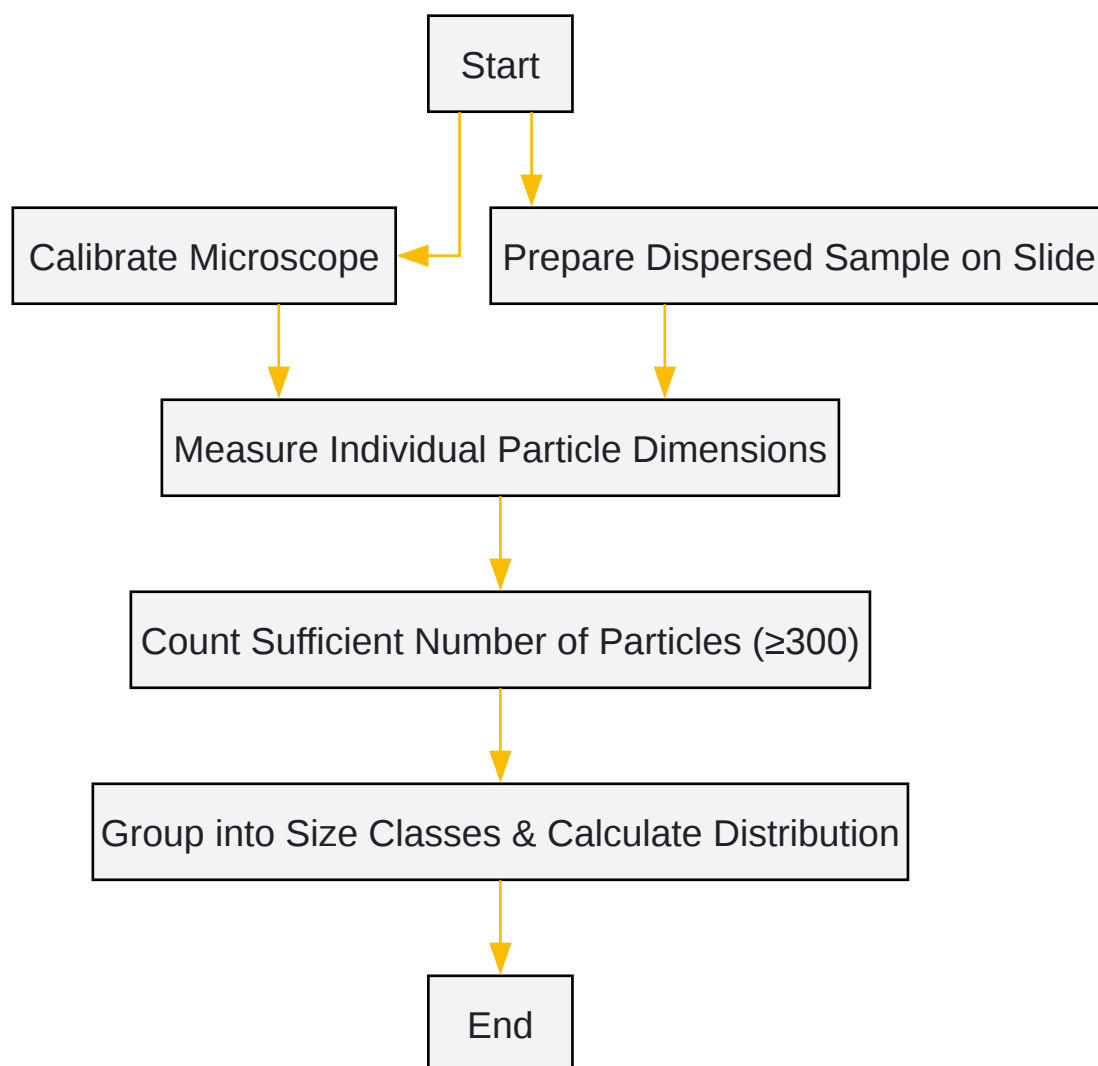 Start
Calibrate Microscope
Prepare Dispersed Sample on Slide
Measure Individual Particle Dimensions
Count Sufficient Number of Particles (≥300)
Group into Size Classes & Calculate Distribution
End